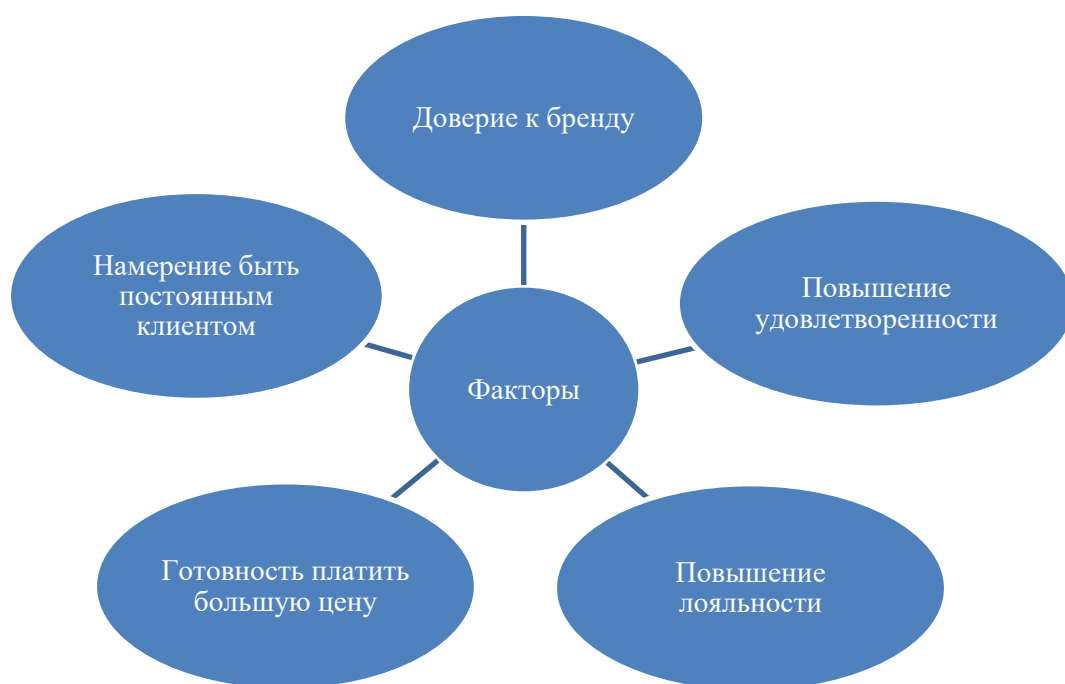 Доверие к бренду
Повышение
удовлетворенности
Повышение
лояльности
Готовность платить
большую цену
Намерение быть
постоянным
клиентом
Факторы